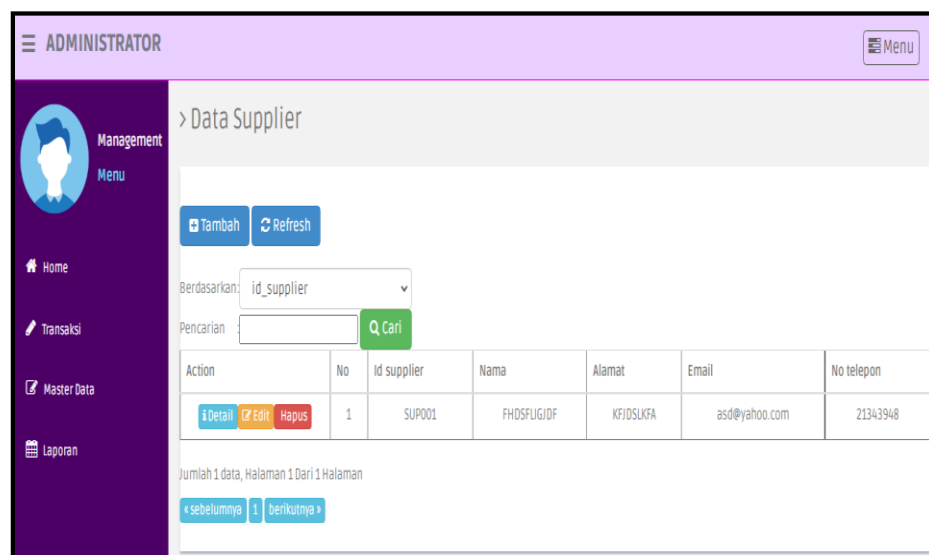 ☰ ADMINISTRATOR
Menu
Management
Menu
Home
Transaksi
Master Data
Laporan
> Data Supplier
Tambah Refresh
Berdasarkan: id_supplier
Pencarian : Cari
Action No Id supplier Nama Alamat Email No telepon
Detail Edit Hapus 1 SUP001 FHDSFLIGJDF KFJDSLKFA asd@yahoo.com 21343948
Jumlah 1 data, Halaman 1 Dari 1 Halaman
« sebelumnya 1 berikutnya »